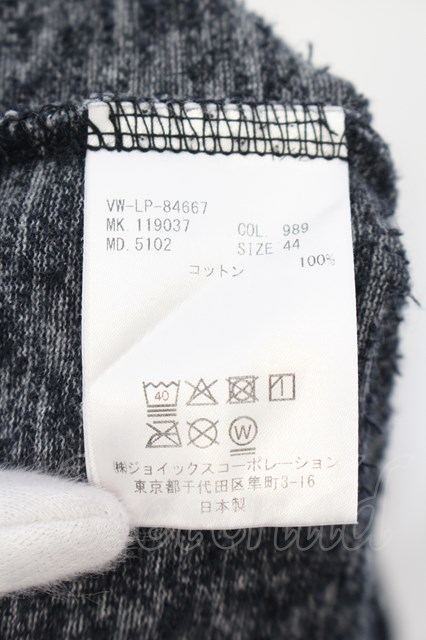 VW-LP-84667
MK 119037 COL. 989
MD. 5102 SIZE 44
コットン 100%
40
W
㈱ジョイックスコーポレーション
東京都千代田区隼町3-16
日本製